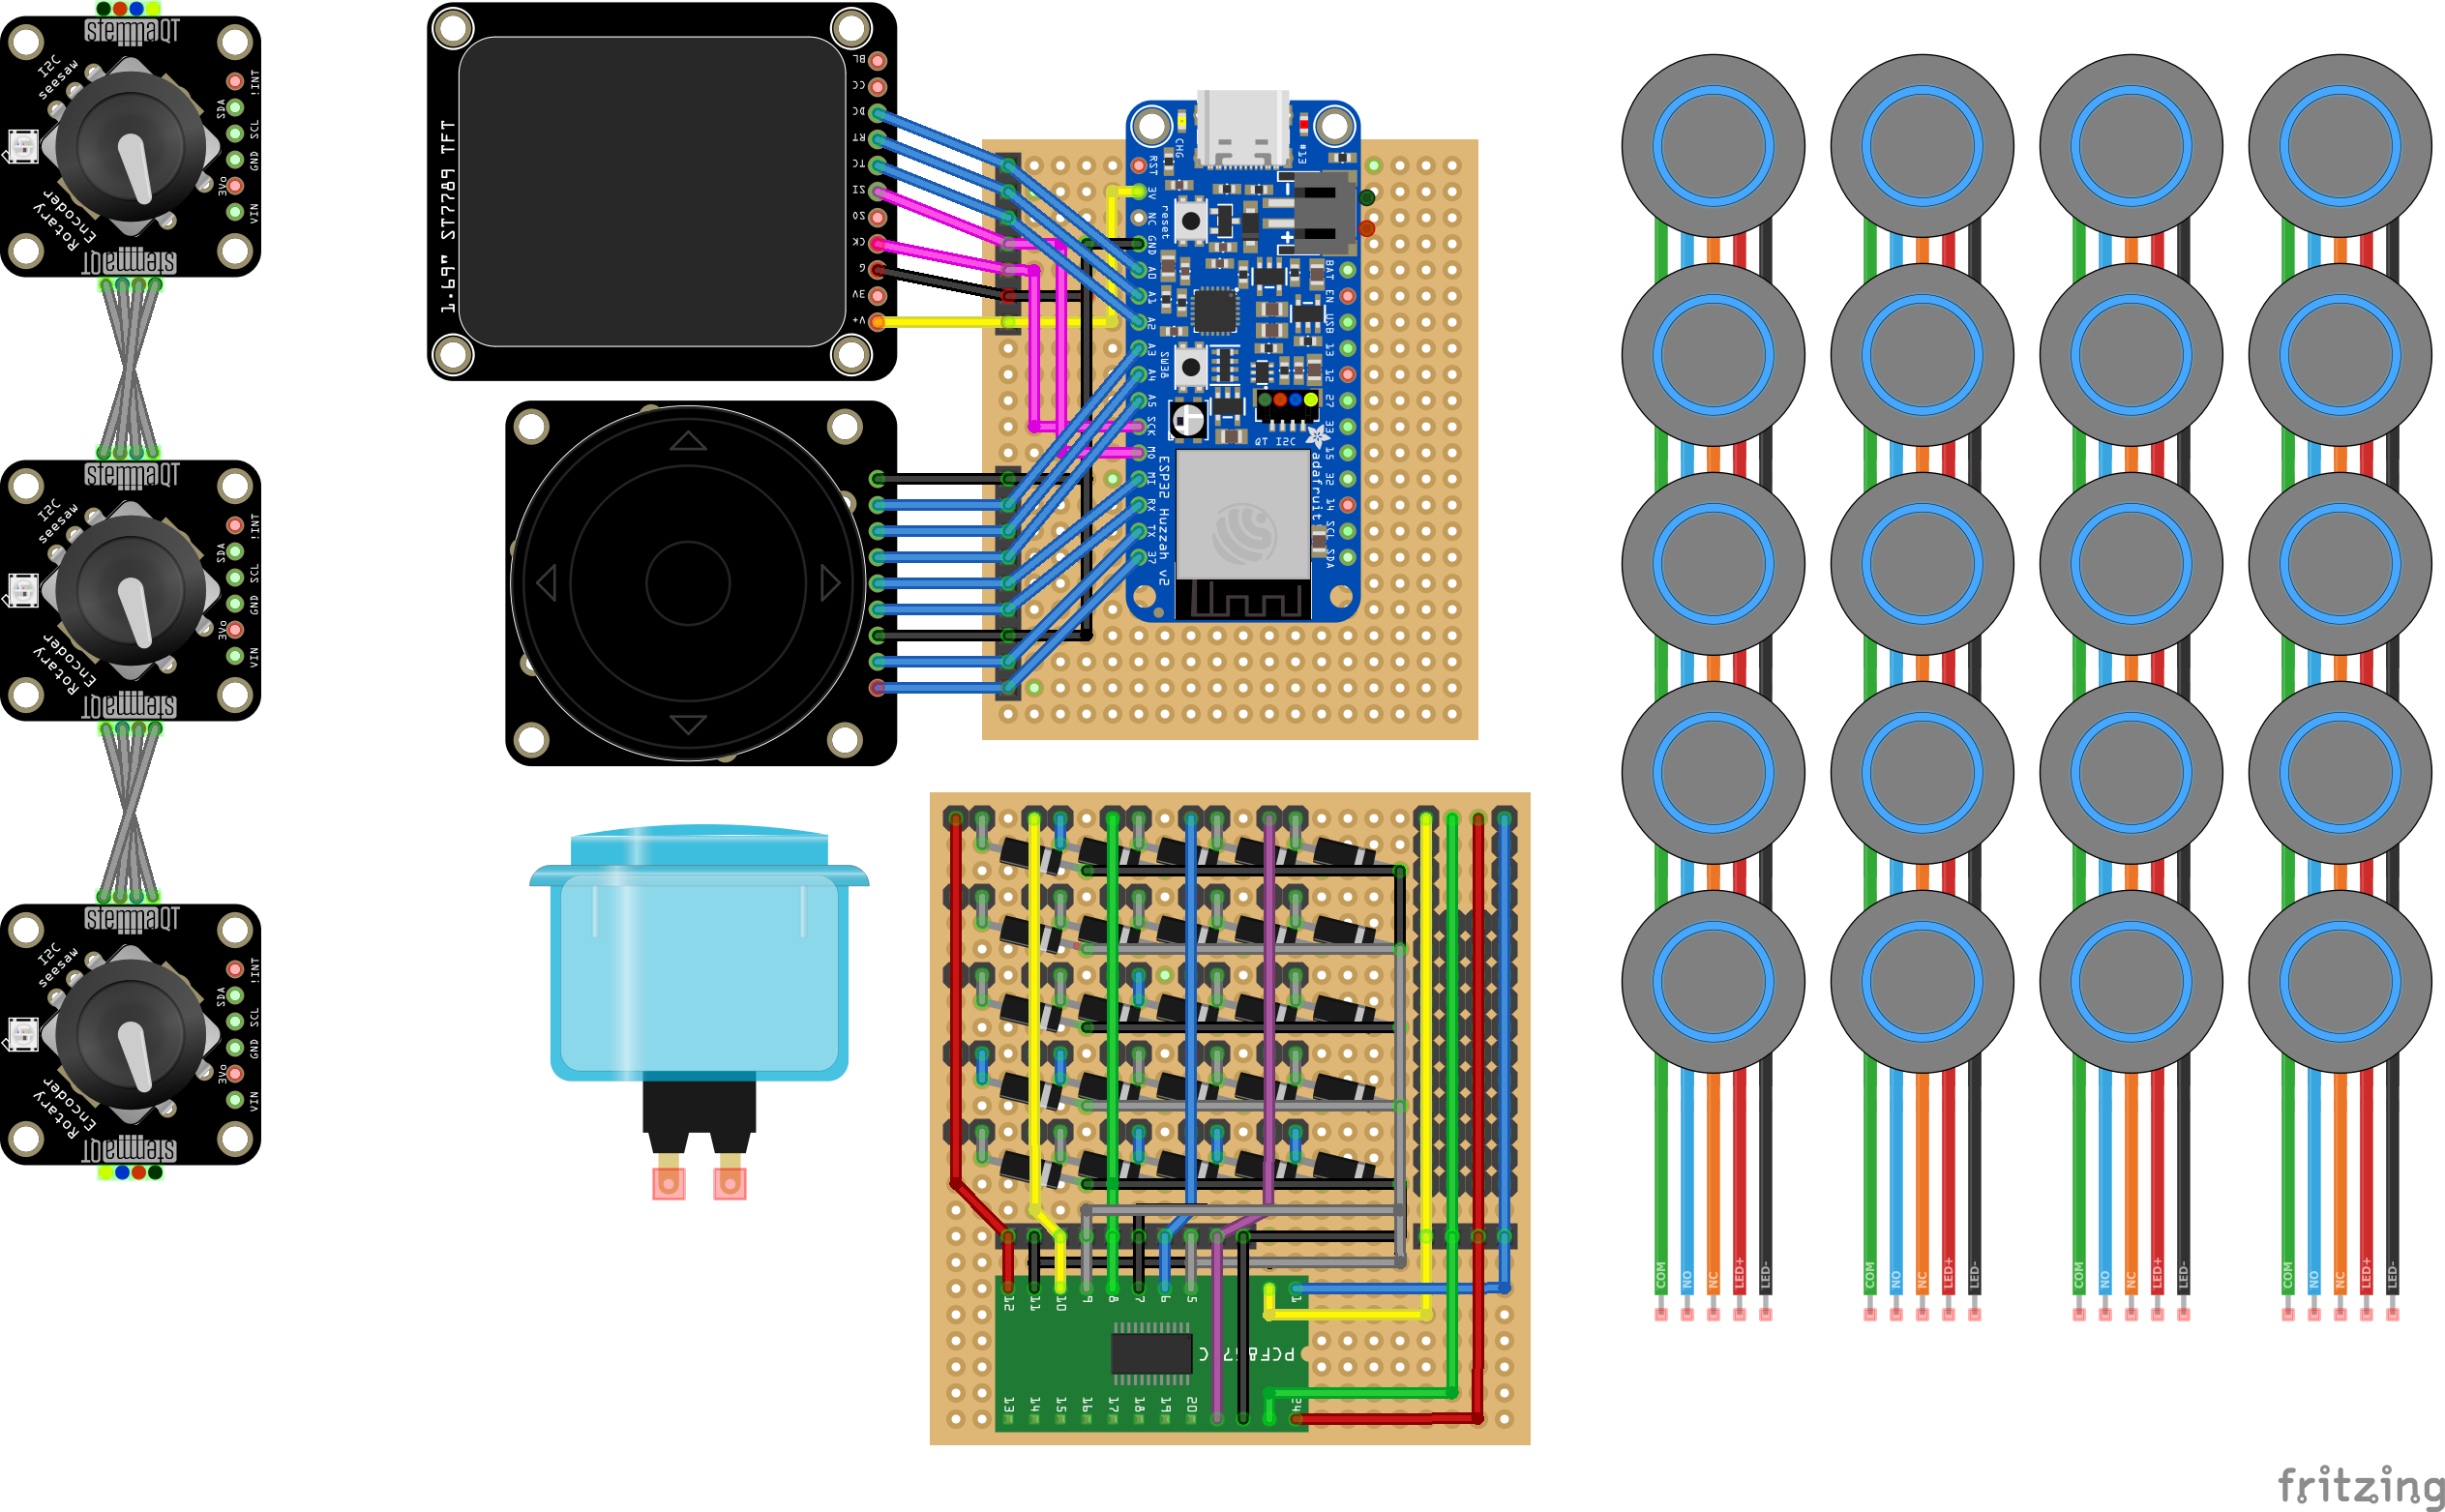 stemmaQT
I2C
seesaw
!INT
SDA
SCL
GND
3Vo
VIN
Rotary
Encoder
stemmaQT
stemmaQT
I2C
seesaw
!INT
SDA
SCL
GND
3Vo
VIN
Rotary
Encoder
stemmaQT
stemmaQT
I2C
seesaw
!INT
SDA
SCL
GND
3Vo
VIN
Rotary
Encoder
stemmaQT
1.69" ST7789 TFT
BL
CC
DC
RT
TC
SI
SO
CK
G
3V
V+
CHG
#13
RST
3V
NC
GND
A0
A1
A2
A3
A4
A5
SCK
MO
MI
RX
TX
37
reset
SW38
BAT
EN
USB
13
12
27
33
15
32
14
SCL
SDA
QT I2C
adafruit
ESP32 Huzzah v2
12
11
10
9
8
7
6
5
1
13
14
15
16
17
18
19
20
24
COM
NO
NC
LED+
LED-
COM
NO
NC
LED+
LED-
COM
NO
NC
LED+
LED-
COM
NO
NC
LED+
LED-
fritzing